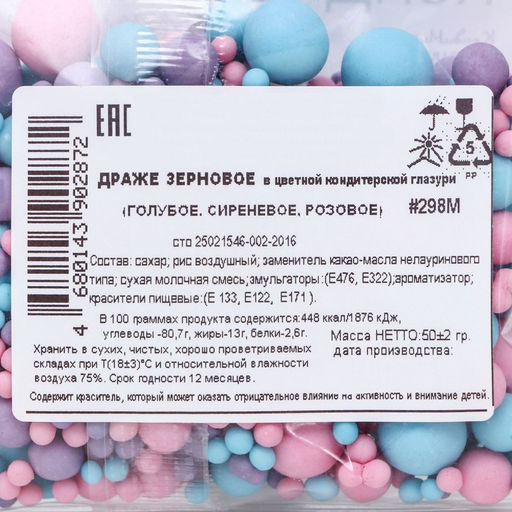 EAC
4 680143 902872
5
PP
ДРАЖЕ ЗЕРНОВОЕ в цветной кондитерской глазури
(ГОЛУБОЕ. СИРЕНЕВОЕ, РОЗОВОЕ) #298М
сто 25021546-002-2016
Состав: сахар; рис воздушный; заменитель какао-масла нелауринового
типа; сухая молочная смесь;эмульгаторы:(Е476, Е322);ароматизатор;
красители пищевые:(Е 133, Е122, Е171 ).
В 100 граммах продукта содержится:448 ккал/1876 кДж,
углеводы -80,7г, жиры-13г, белки-2,6г.
Масса НЕТТО:50±2 гр.
дата производства:
Хранить в сухих, чистых, хорошо проветриваемых
складах при Т(18±3)°С и относительной влажности
воздуха 75%. Срок годности 12 месяцев.
Содержит краситель, который может оказать отрицательное влияние на активность и внимание детей.